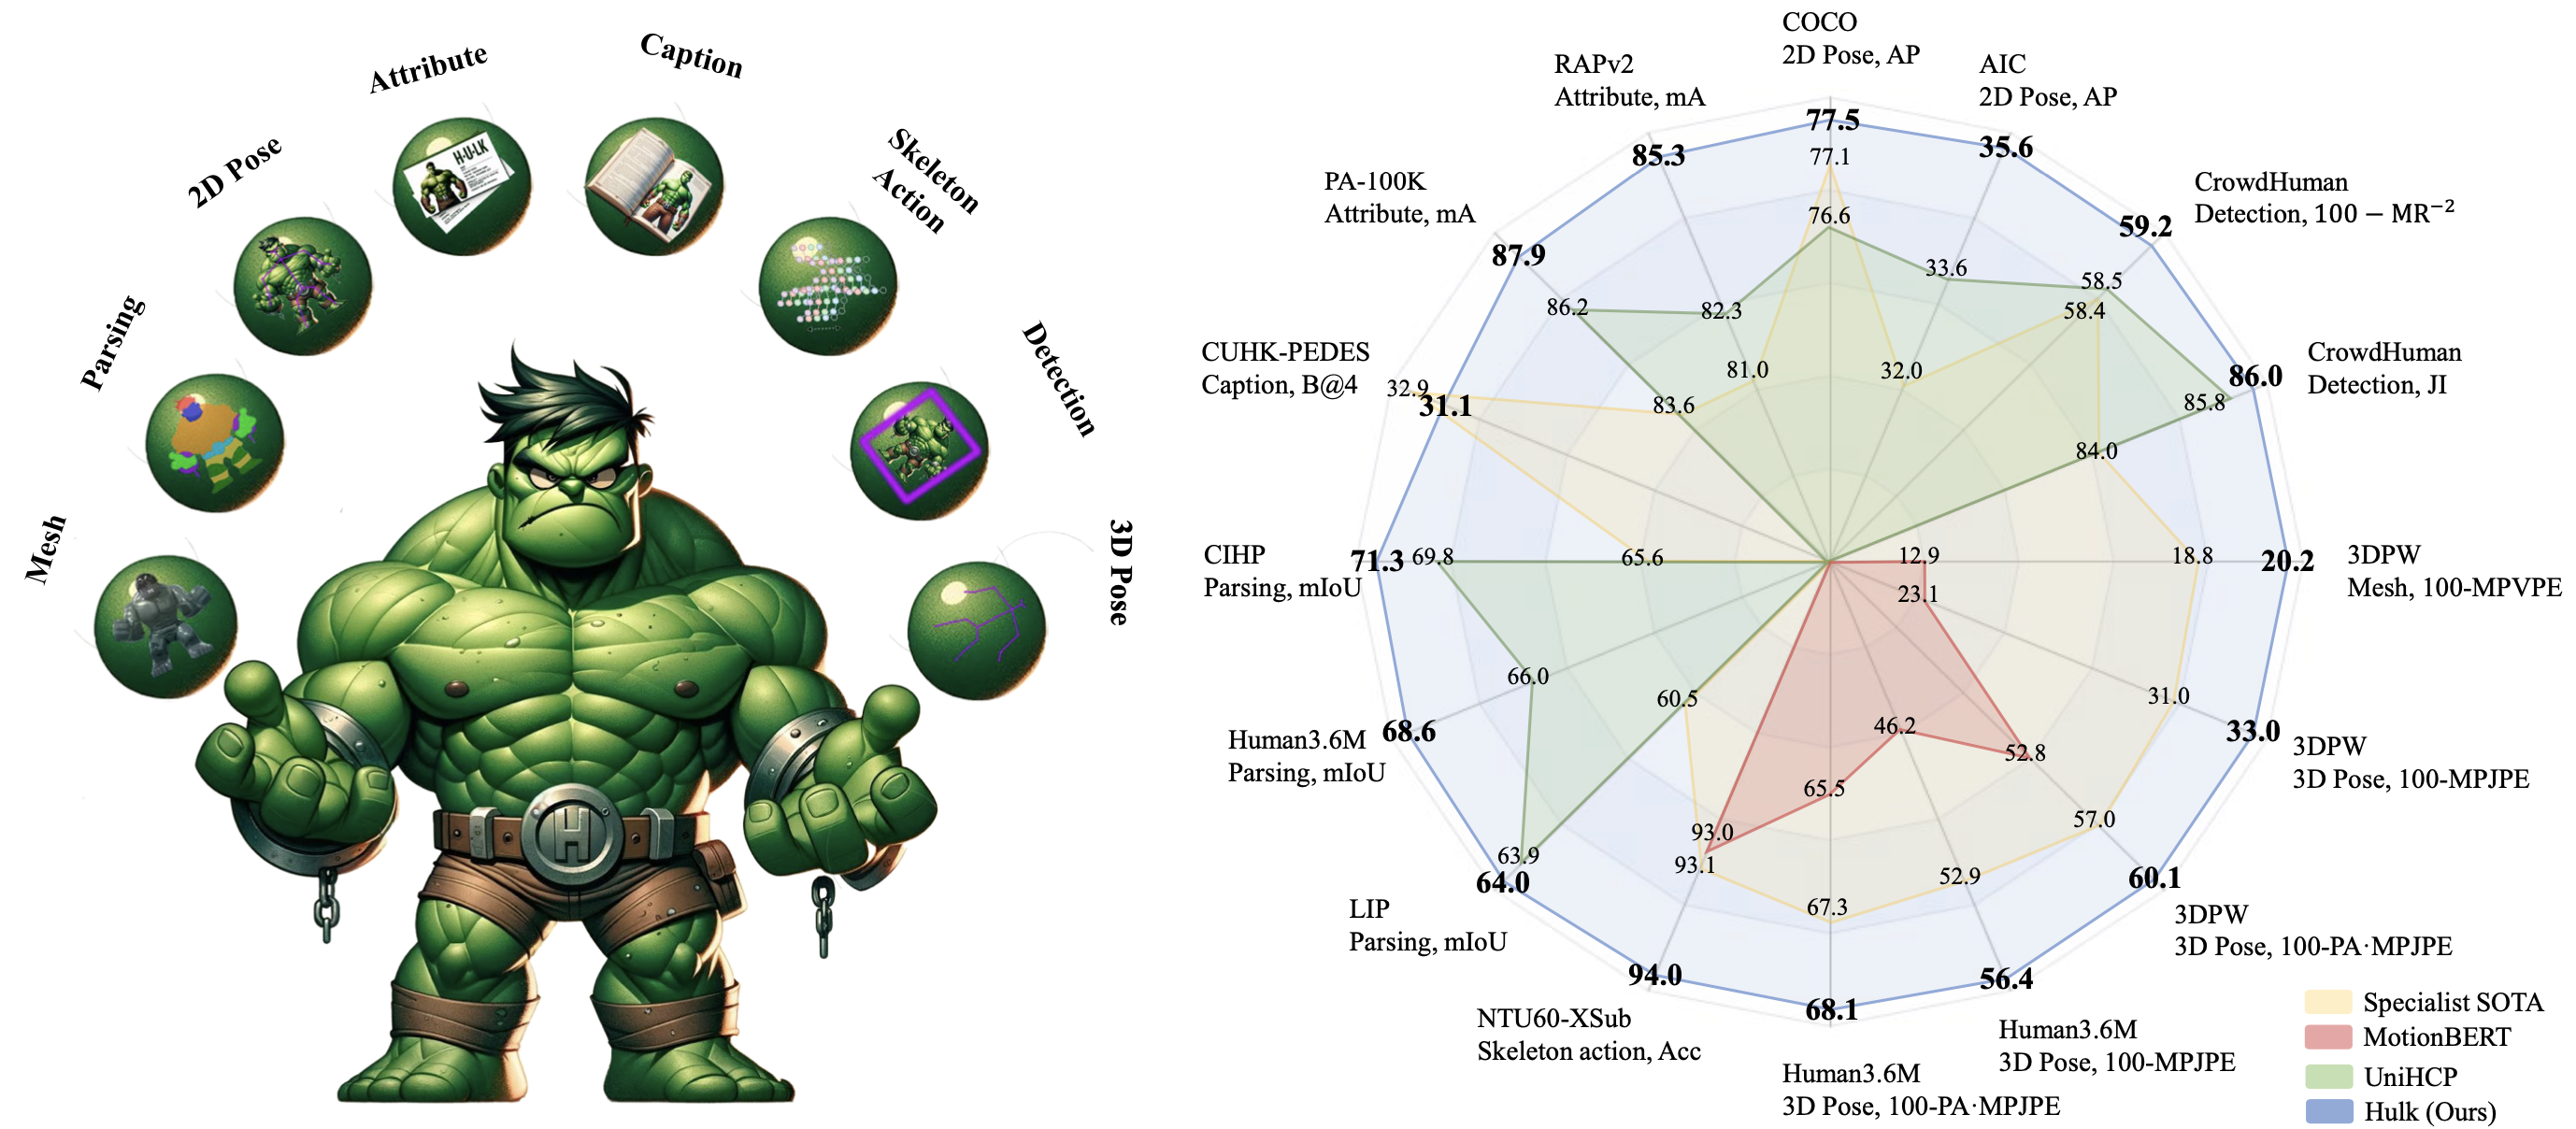 Mesh
Parsing
2D Pose
Attribute
Caption
Skeleton
Action
Detection
3D Pose
H·U·L·K
H
COCO
2D Pose, AP
77.5
77.1
76.6
AIC
2D Pose, AP
35.6
33.6
32.0
CrowdHuman
Detection, 100 − MR⁻²
59.2
58.5
58.4
CrowdHuman
Detection, JI
86.0
85.8
84.0
3DPW
Mesh, 100-MPVPE
20.2
18.8
12.9
3DPW
3D Pose, 100-MPJPE
33.0
31.0
23.1
3DPW
3D Pose, 100-PA·MPJPE
60.1
57.0
52.8
Human3.6M
3D Pose, 100-MPJPE
56.4
52.9
46.2
Human3.6M
3D Pose, 100-PA·MPJPE
68.1
67.3
65.5
NTU60-XSub
Skeleton action, Acc
94.0
93.1
93.0
LIP
Parsing, mIoU
64.0
63.9
60.5
Human3.6M
Parsing, mIoU
68.6
66.0
CIHP
Parsing, mIoU
71.3
69.8
65.6
CUHK-PEDES
Caption, B@4
32.9
31.1
PA-100K
Attribute, mA
87.9
86.2
83.6
RAPv2
Attribute, mA
85.3
82.3
81.0
Specialist SOTA
MotionBERT
UniHCP
Hulk (Ours)